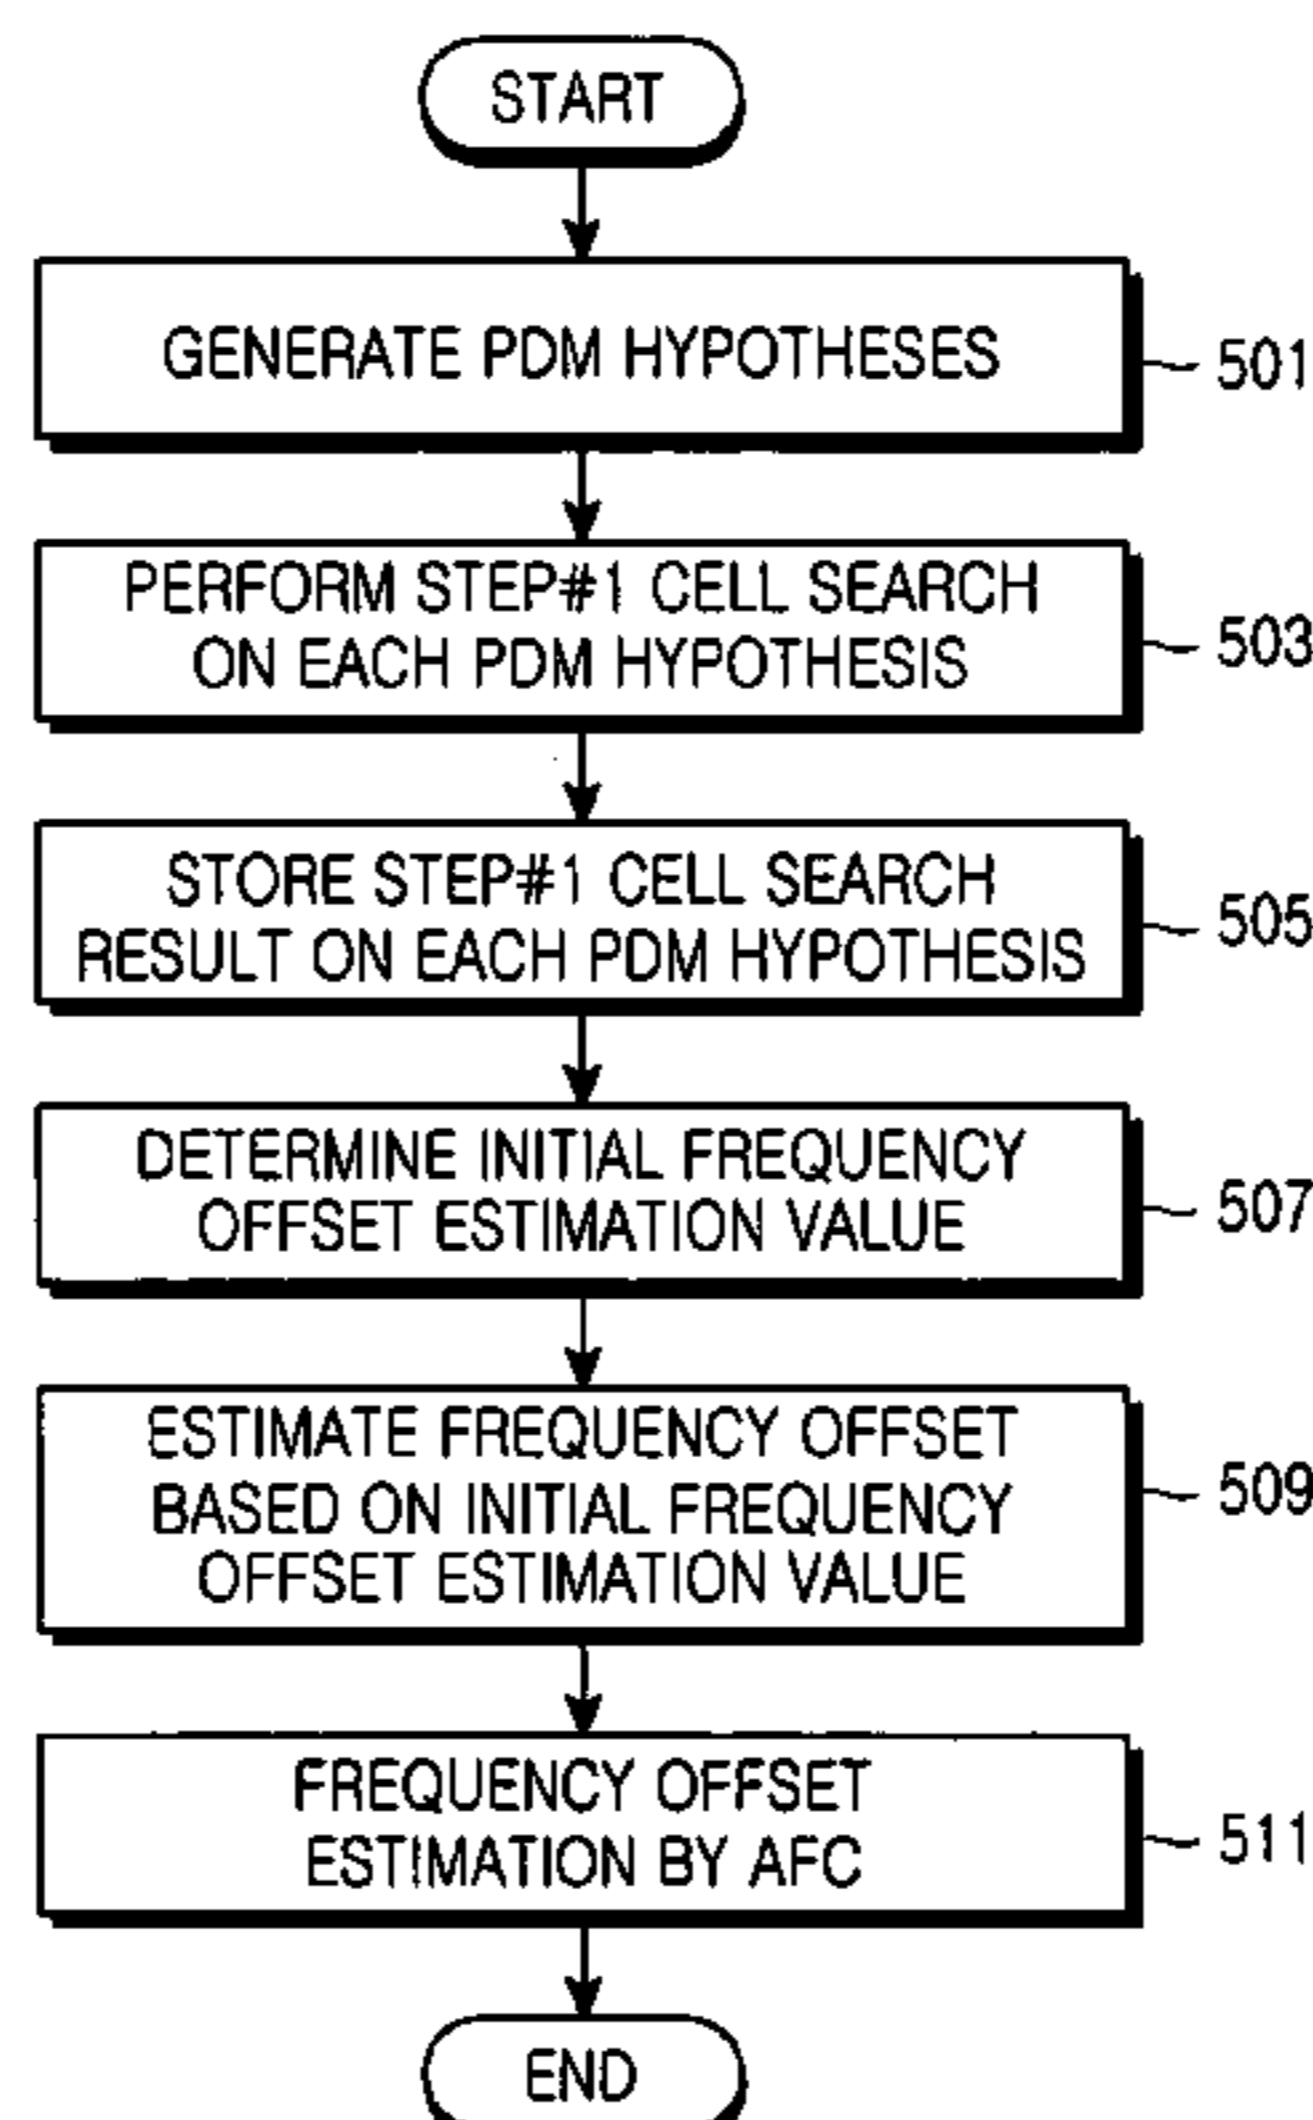 START
GENERATE PDM HYPOTHESES
501
PERFORM STEP#1 CELL SEARCH
ON EACH PDM HYPOTHESIS
503
STORE STEP#1 CELL SEARCH
RESULT ON EACH PDM HYPOTHESIS
505
DETERMINE INITIAL FREQUENCY
OFFSET ESTIMATION VALUE
507
ESTIMATE FREQUENCY OFFSET
BASED ON INITIAL FREQUENCY
OFFSET ESTIMATION VALUE
509
FREQUENCY OFFSET
ESTIMATION BY AFC
511
END